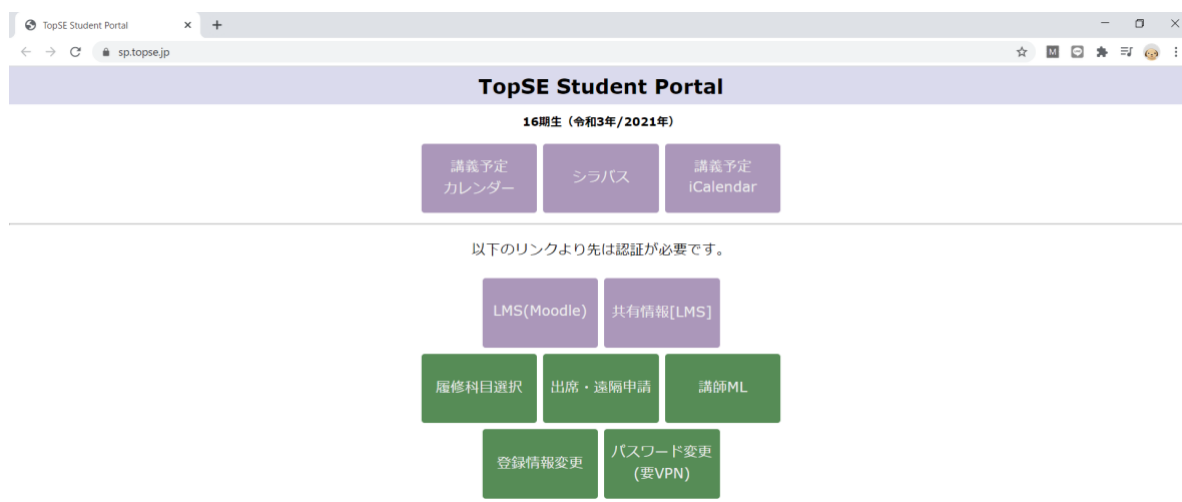 TopSE Student Portal
sp.topse.jp
M
TopSE Student Portal
16期生（令和3年/2021年）
講義予定
カレンダー
シラバス
講義予定
iCalendar
以下のリンクより先は認証が必要です。
LMS(Moodle)
共有情報[LMS]
履修科目選択
出席・遠隔申請
講師ML
登録情報変更
パスワード変更
(要VPN)